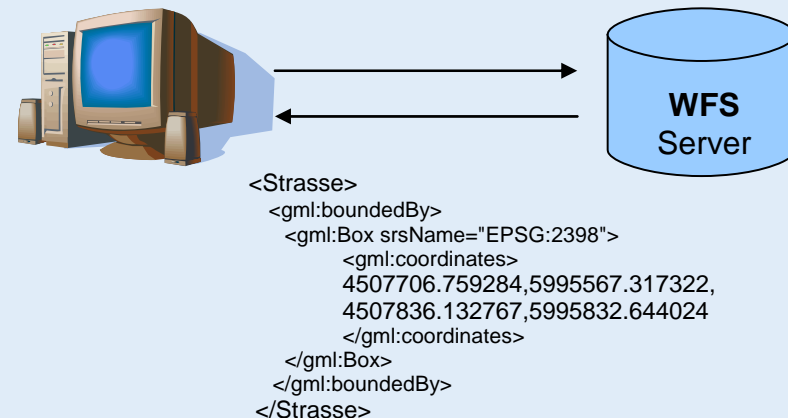 WFS
Server
<Strasse>
<gml:boundedBy>
<gml:Box srsName="EPSG:2398">
<gml:coordinates>
4507706.759284,5995567.317322,
4507836.132767,5995832.644024
</gml:coordinates>
</gml:Box>
</gml:boundedBy>
</Strasse>